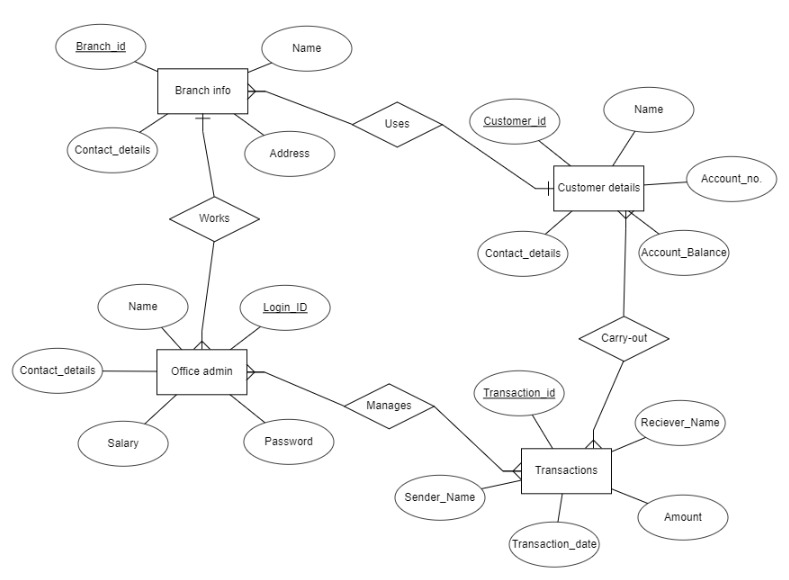 Branch_id
Name
Branch info
Contact_details
Address
Uses
Customer_id
Name
Customer details
Account_no.
Contact_details
Account_Balance
Works
Name
Login_ID
Contact_details
Office admin
Salary
Password
Carry-out
Manages
Transaction_id
Reciever_Name
Transactions
Sender_Name
Amount
Transaction_date